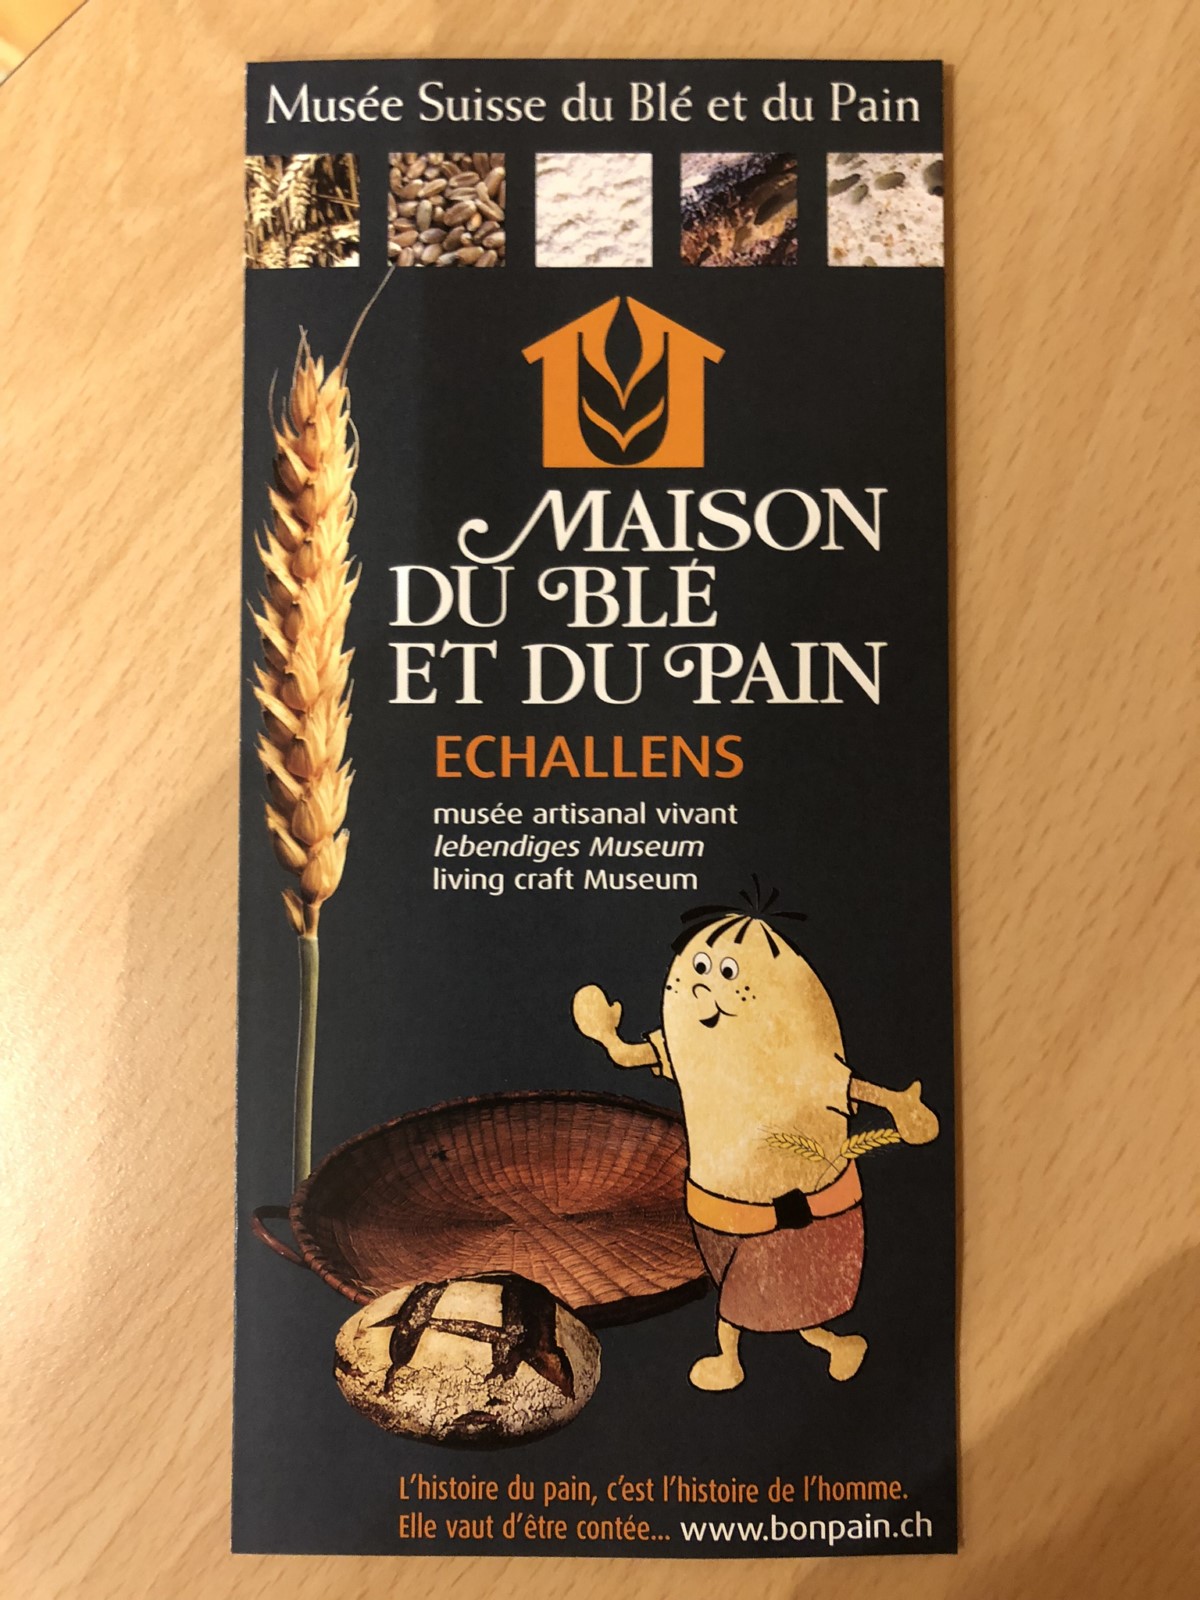 Musée Suisse du Blé et du Pain
MAISON
DU BLÉ
ET DU PAIN
ECHALLENS
musée artisanal vivant
lebendiges Museum
living craft Museum
L'histoire du pain, c'est l'histoire de l'homme.
Elle vaut d'être contée... www.bonpain.ch